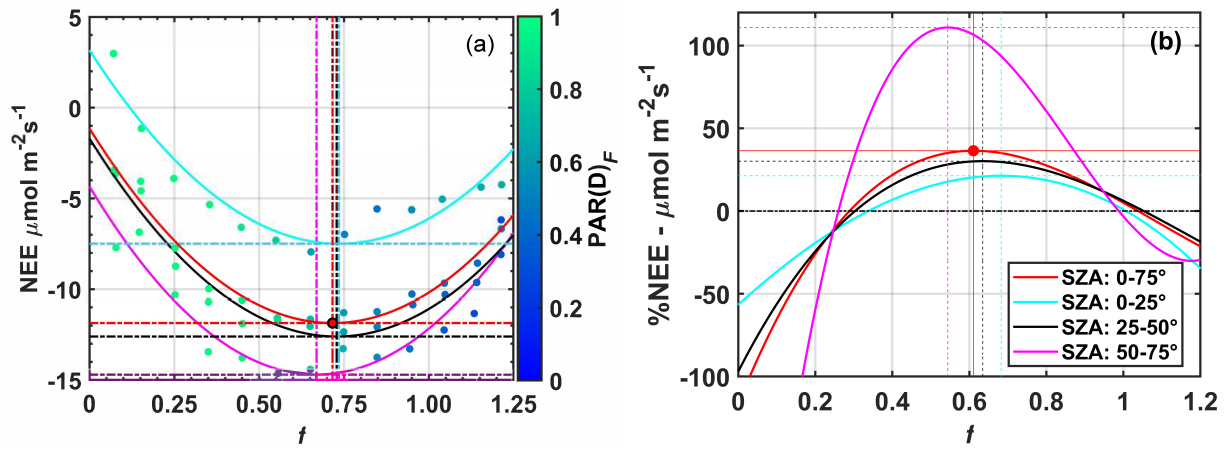 (a)
5
0
-5
-10
-15
NEE μmol m⁻²s⁻¹
0
0.25
0.50
0.75
1.00
1.25
f
1
0.8
0.6
0.4
0.2
0
PAR(D)F
(b)
100
50
0
-50
-100
%NEE - μmol m⁻²s⁻¹
0
0.2
0.4
0.6
0.8
1
1.2
f
SZA: 0-75°
SZA: 0-25°
SZA: 25-50°
SZA: 50-75°